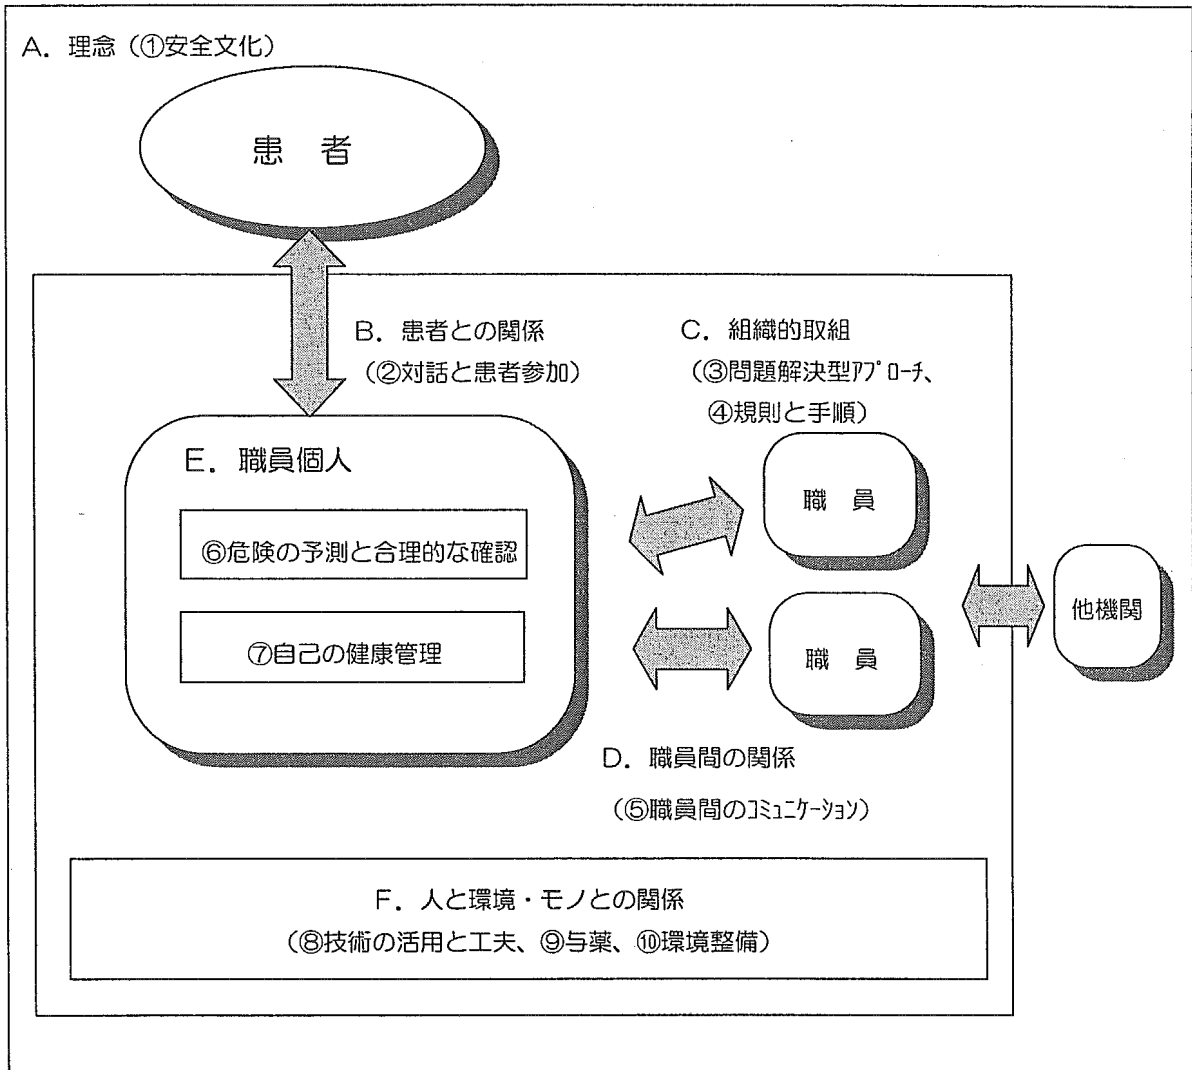 A．理念（①安全文化）
患　者
B．患者との関係
（②対話と患者参加）
C．組織的取組
（③問題解決型ｱﾌﾟﾛｰﾁ、
④規則と手順）
E．職員個人
⑥危険の予測と合理的な確認
⑦自己の健康管理
職　員
職　員
他機関
D．職員間の関係
（⑤職員間のｺﾐｭﾆｹｰｼｮﾝ）
F．人と環境・モノとの関係
（⑧技術の活用と工夫、⑨与薬、⑩環境整備）